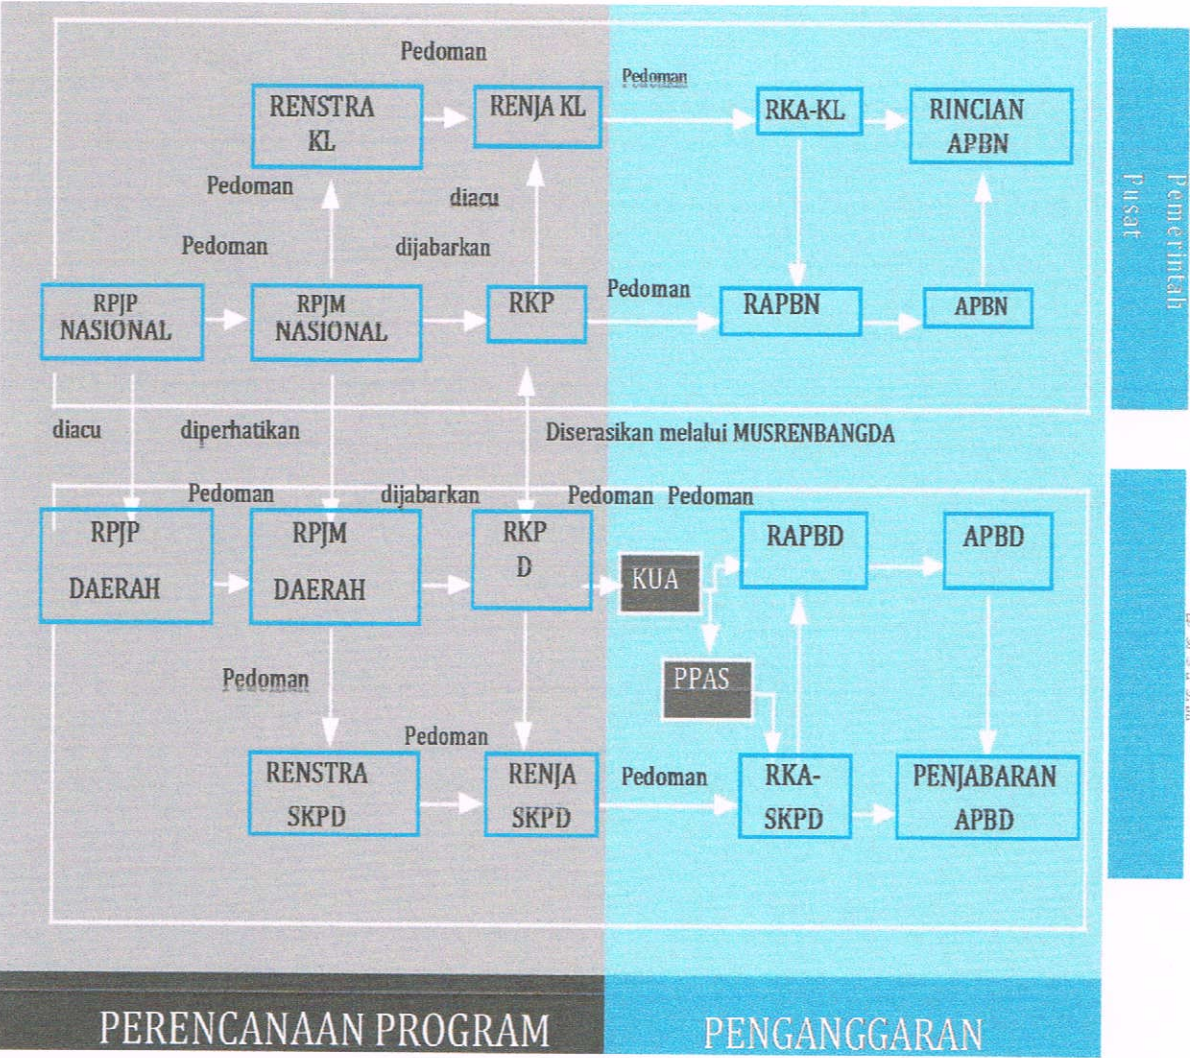 Pedoman
Pedoman
RENSTRA
KL
RENJA KL
RKA-KL
RINCIAN
APBN
Pedoman
diacu
Pedoman
dijabarkan
RPJP
NASIONAL
RPJM
NASIONAL
RKP
Pedoman
RAPBN
APBN
Pemerintah
Pusat
diacu
diperhatikan
Diserasikan melalui MUSRENBANGDA
Pedoman
dijabarkan
Pedoman Pedoman
RPJP
DAERAH
RPJM
DAERAH
RKP
D
KUA
RAPBD
APBD
PPAS
Pedoman
Pedoman
RENSTRA
SKPD
RENJA
SKPD
Pedoman
RKA-
SKPD
PENJABARAN
APBD
PERENCANAAN PROGRAM
PENGANGGARAN